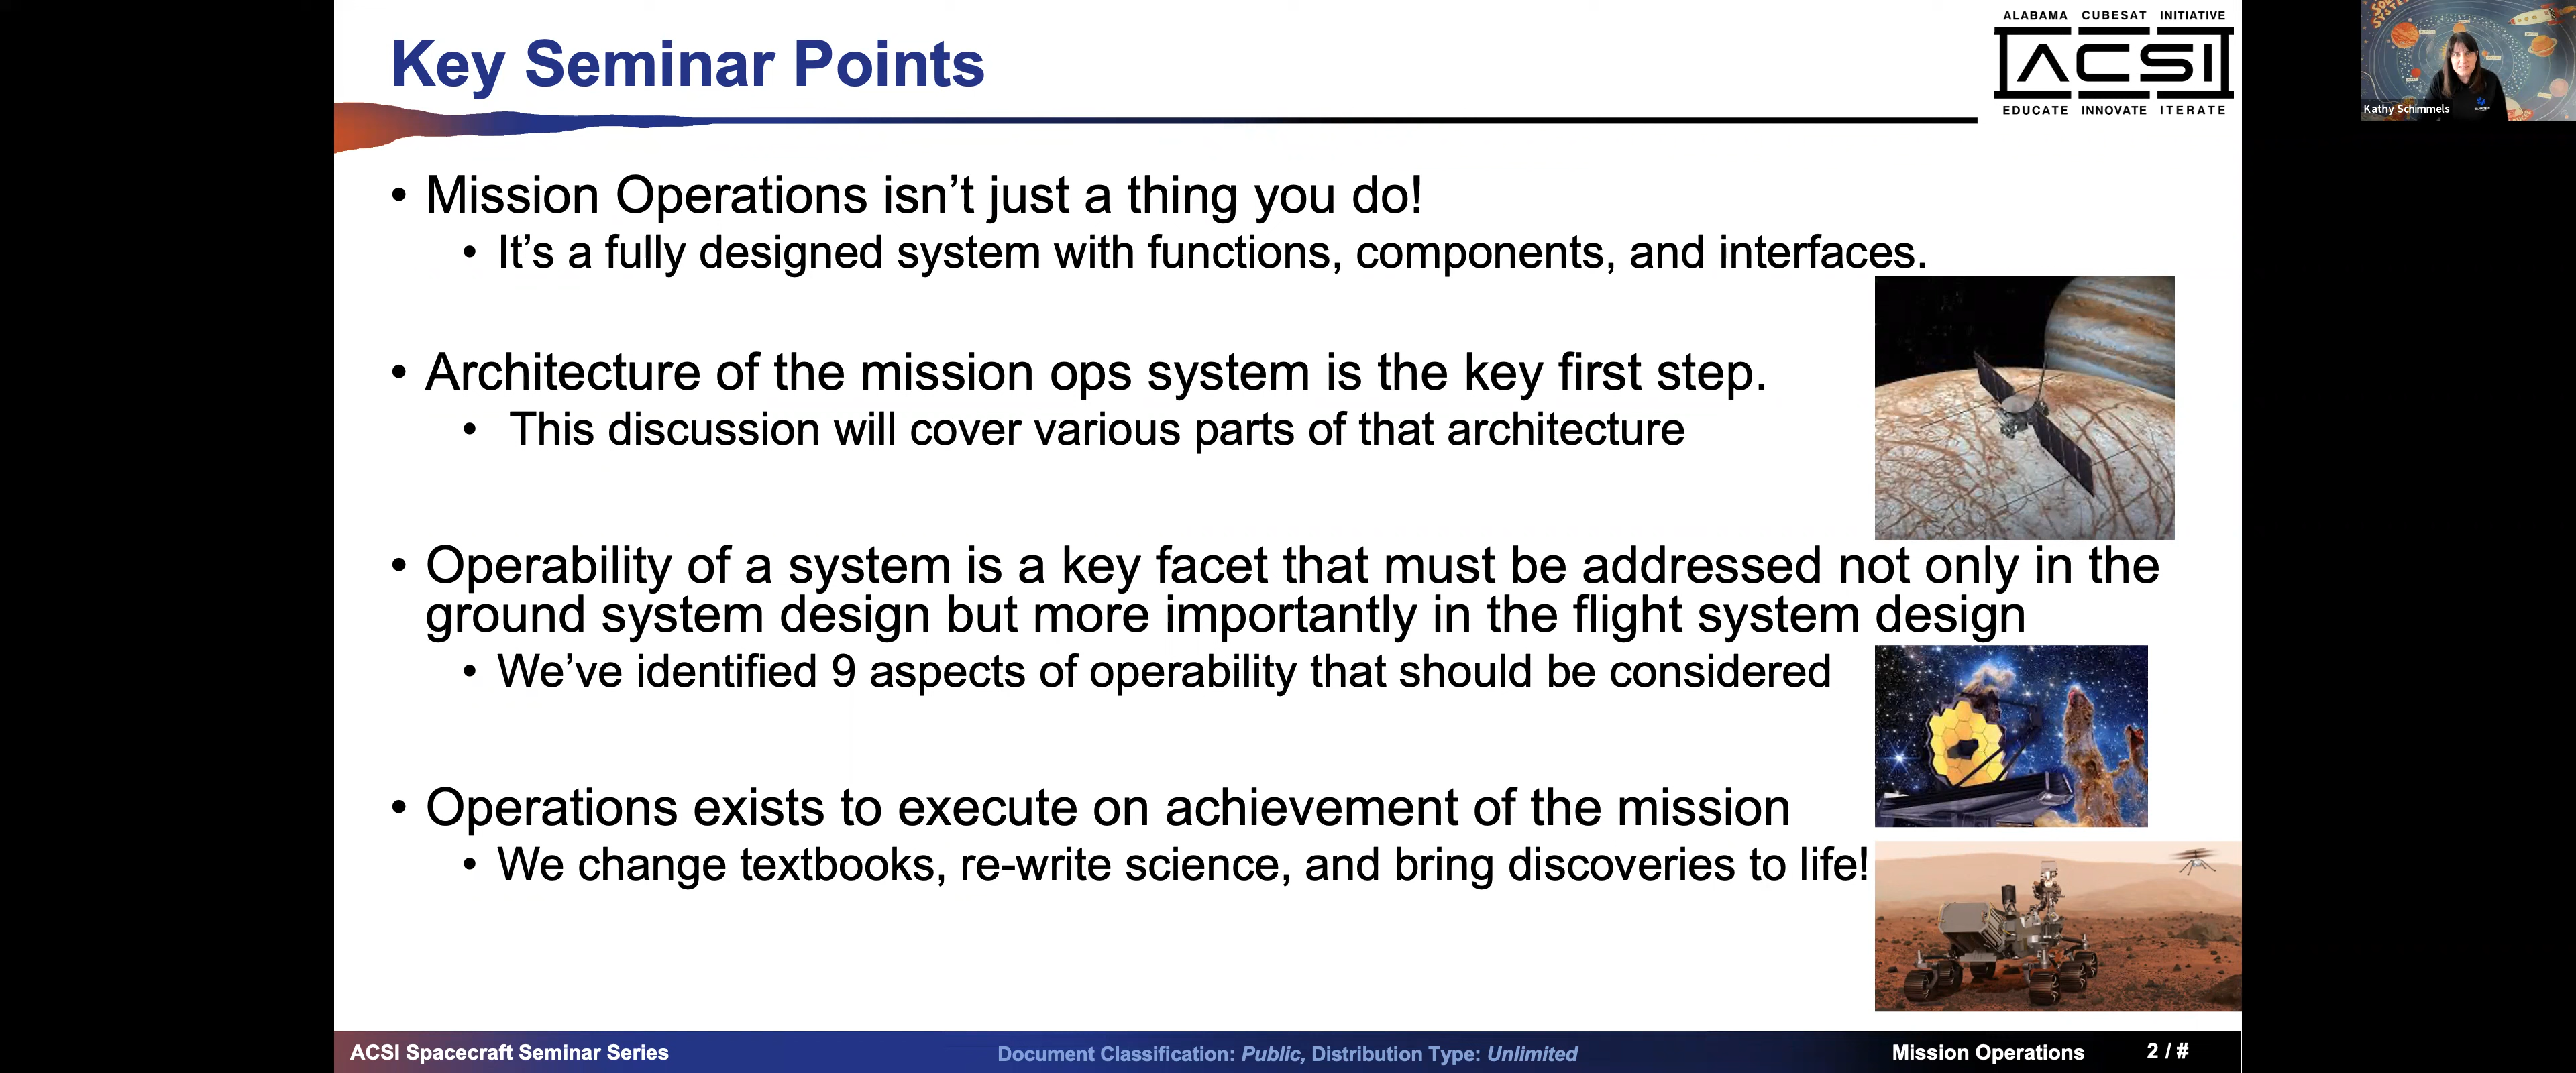 Key Seminar Points
ALABAMA CUBESAT INITIATIVE
ACSI
EDUCATE INNOVATE ITERATE
Kathy Schimmels
• Mission Operations isn’t just a thing you do!
• It’s a fully designed system with functions, components, and interfaces.
• Architecture of the mission ops system is the key first step.
• This discussion will cover various parts of that architecture
• Operability of a system is a key facet that must be addressed not only in the
ground system design but more importantly in the flight system design
• We’ve identified 9 aspects of operability that should be considered
• Operations exists to execute on achievement of the mission
• We change textbooks, re-write science, and bring discoveries to life!
ACSI Spacecraft Seminar Series
Document Classification: Public, Distribution Type: Unlimited
Mission Operations
2 / #